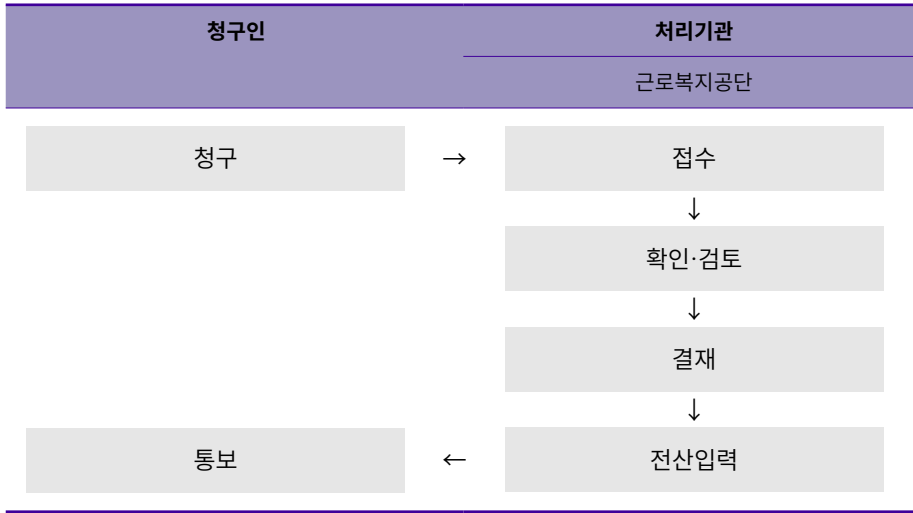 청구인
처리기관
근로복지공단
청구 → 접수
↓
확인·검토
↓
결재
↓
통보 ← 전산입력